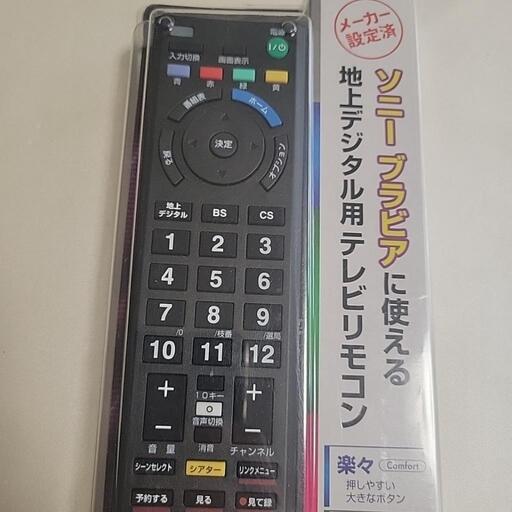 メーカー
設定済
ソニー ブラビアに使える
地上デジタル用テレビリモコン
楽々 Comfort
押しやすい
大きなボタン
電源
入力切換 画面表示
青 赤 緑 黄
番組表 ホーム
決定
戻る オプション
地上
デジタル BS CS
1 2 3
4 5 6
7 8 9
/0 /枝番 /選局
10 11 12
+ +
10キー
音声切換
- -
音量 消音 チャンネル
シーンセレクト シアター リンクメニュー
予約する 見る ●見て録